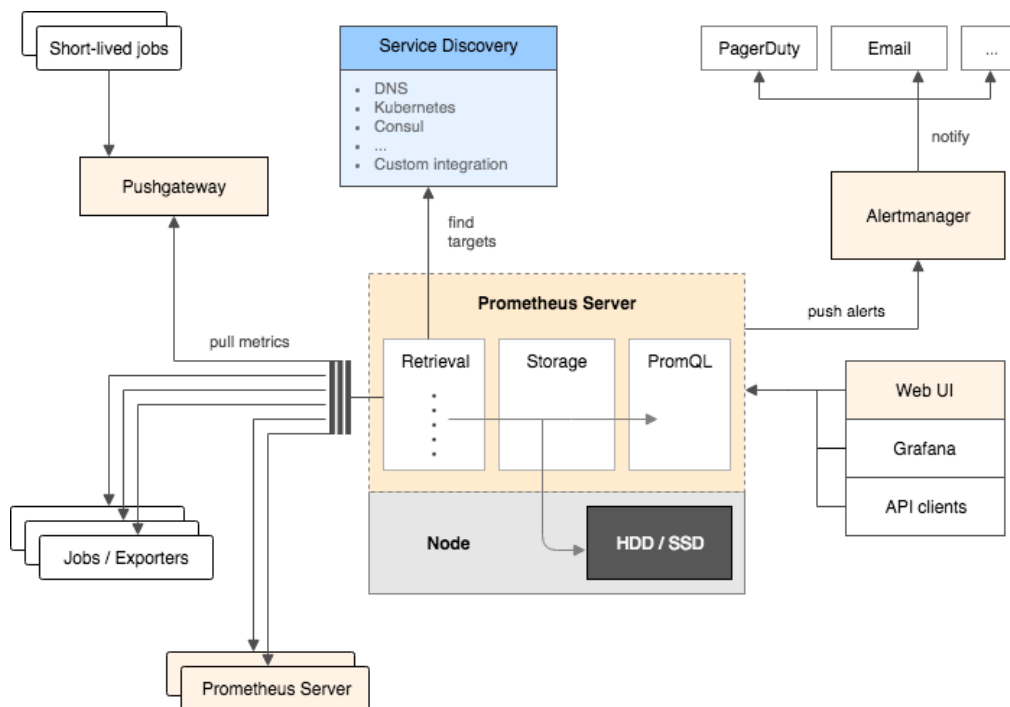 Short-lived jobs
Service Discovery
• DNS
• Kubernetes
• Consul
• ...
• Custom integration
PagerDuty
Email
...
notify
Pushgateway
Alertmanager
find
targets
Prometheus Server
push alerts
pull metrics
Retrieval
Storage
PromQL
Web UI
Grafana
API clients
Node
HDD / SSD
Jobs / Exporters
Prometheus Server